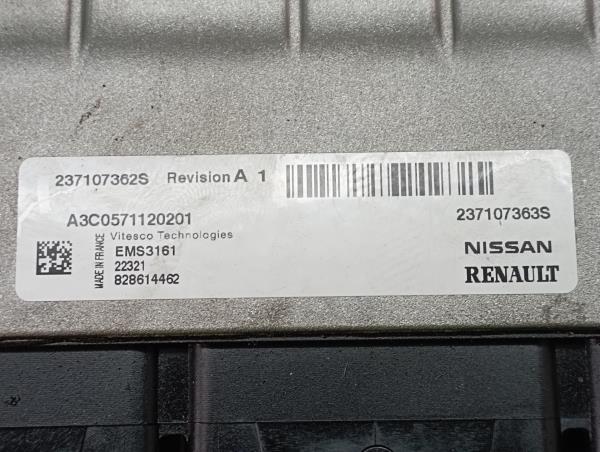 237107362S Revision A 1
A3C0571120201
237107363S
Vitesco Technologies
MADE IN FRANCE
EMS3161
NISSAN
22321
RENAULT
828614462